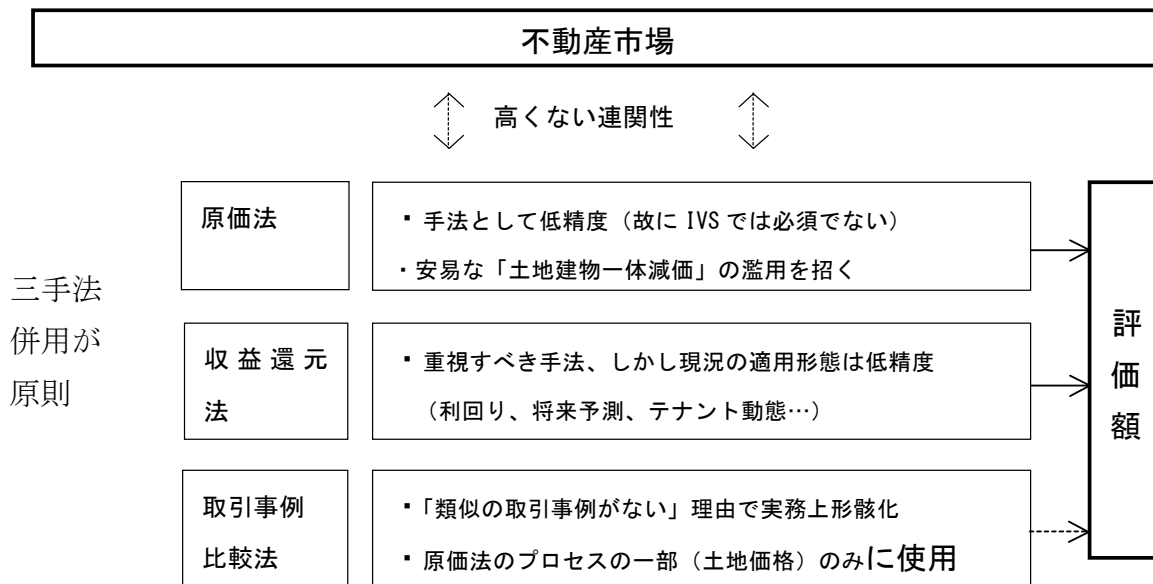 不動産市場
高くない連関性
三手法
併用が
原則
原価法
・手法として低精度（故に IVS では必須でない）
・安易な「土地建物一体減価」の濫用を招く
収益還元
法
・重視すべき手法、しかし現況の適用形態は低精度
（利回り、将来予測、テナント動態…）
取引事例
比較法
・「類似の取引事例がない」理由で実務上形骸化
・原価法のプロセスの一部（土地価格）のみに使用
評
価
額